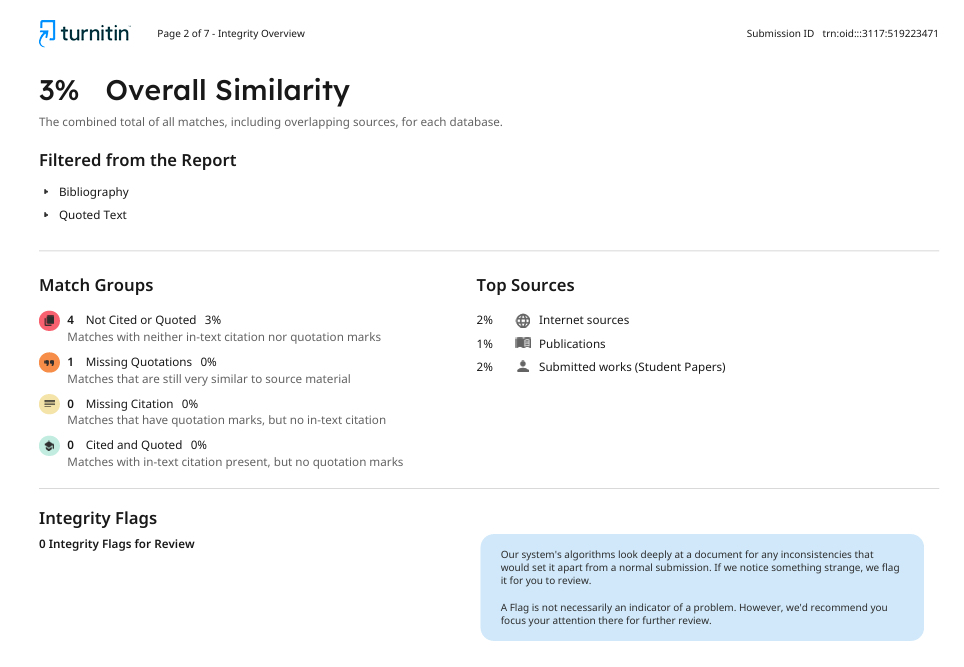 turnitin Page 2 of 7 - Integrity Overview Submission ID trn:oid:::3117:519223471
3% Overall Similarity
The combined total of all matches, including overlapping sources, for each database.
Filtered from the Report
Bibliography
Quoted Text
Match Groups
4 Not Cited or Quoted 3%
Matches with neither in-text citation nor quotation marks
1 Missing Quotations 0%
Matches that are still very similar to source material
0 Missing Citation 0%
Matches that have quotation marks, but no in-text citation
0 Cited and Quoted 0%
Matches with in-text citation present, but no quotation marks
Top Sources
2% Internet sources
1% Publications
2% Submitted works (Student Papers)
Integrity Flags
0 Integrity Flags for Review
Our system's algorithms look deeply at a document for any inconsistencies that
would set it apart from a normal submission. If we notice something strange, we flag
it for you to review.
A Flag is not necessarily an indicator of a problem. However, we'd recommend you
focus your attention there for further review.